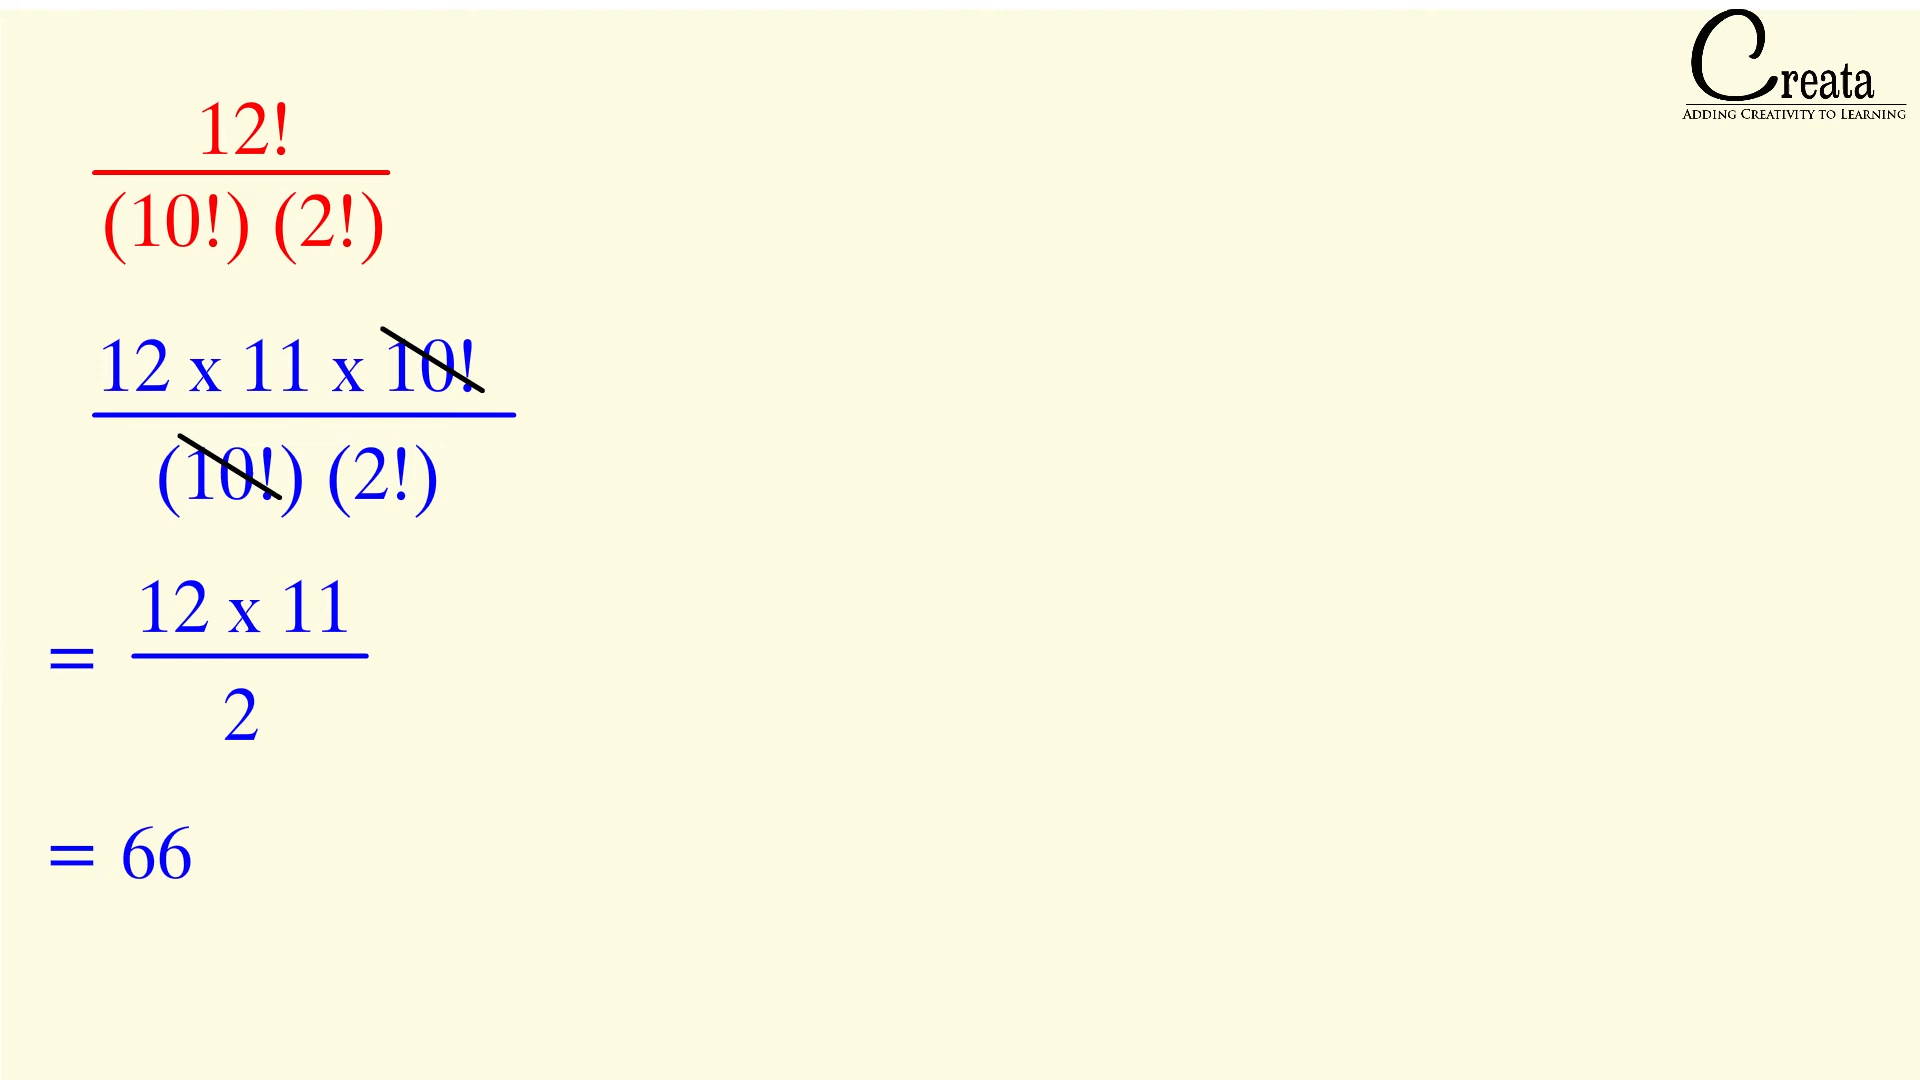 Creata
ADDING CREATIVITY TO LEARNING
12!
(10!) (2!)
12 x 11 x 10!
(10!) (2!)
12 x 11
=
2
= 66